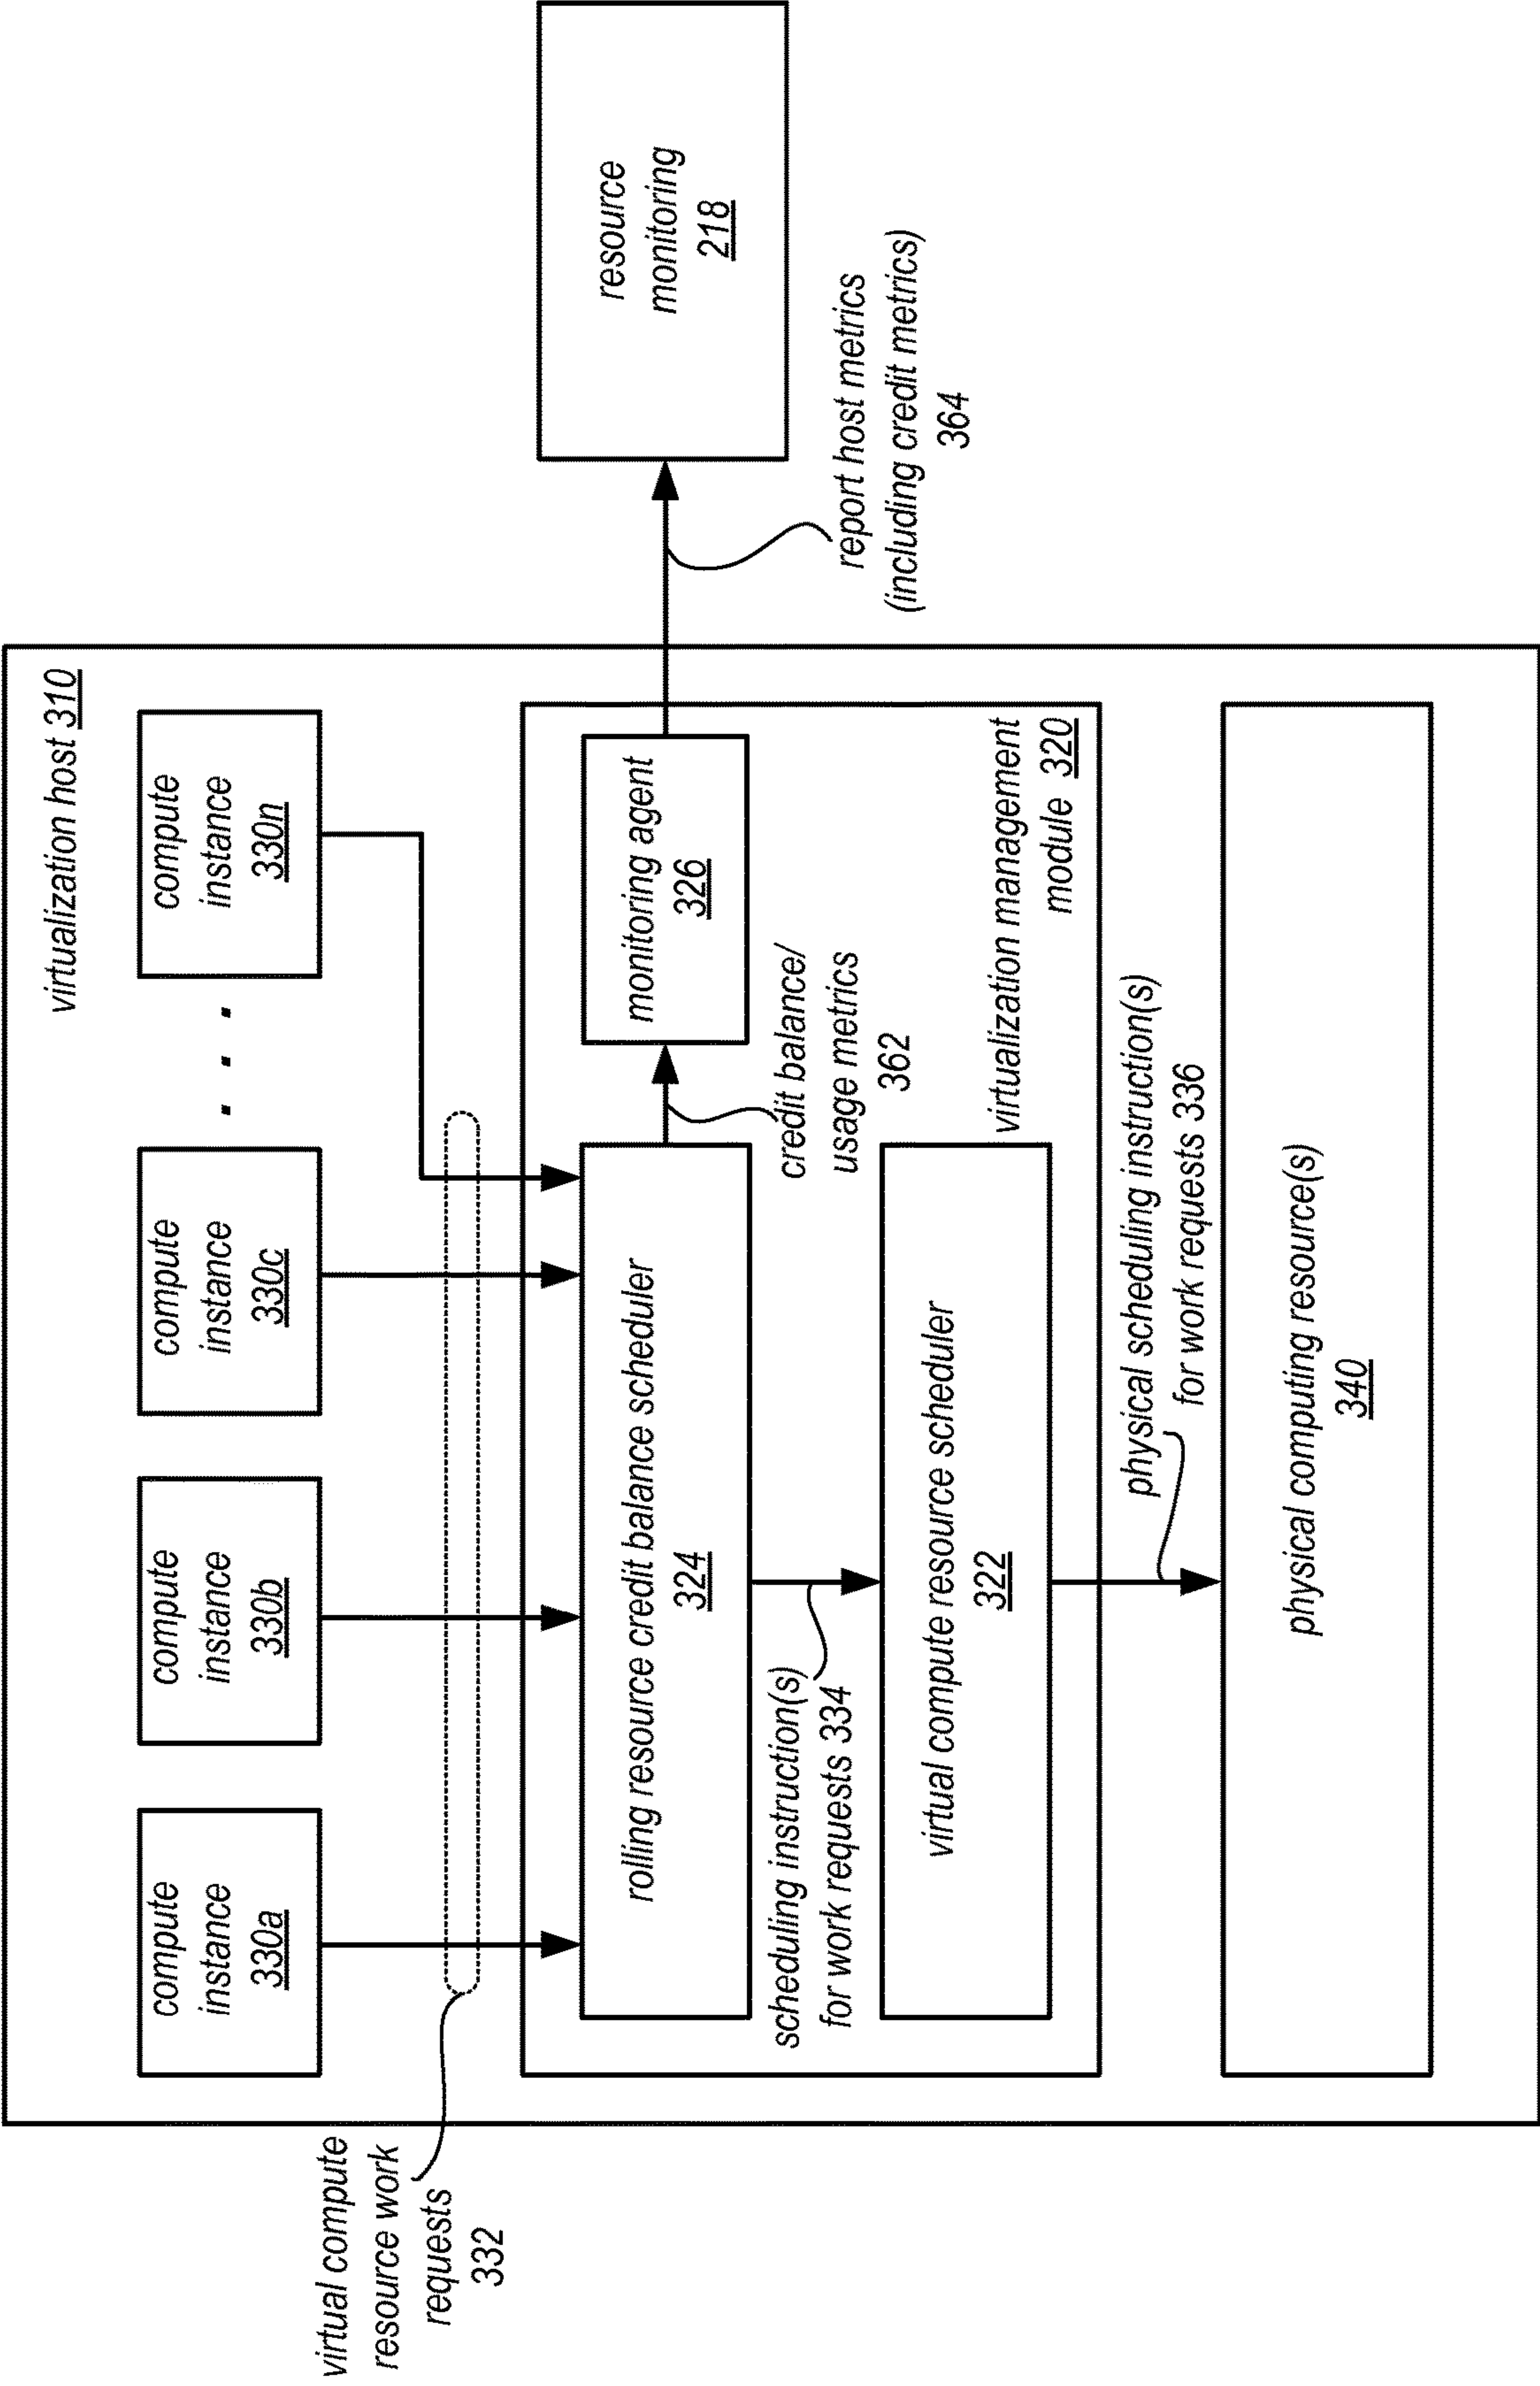 virtualization host 310
compute
instance
330a
compute
instance
330b
compute
instance
330c
. . .
compute
instance
330n
virtual compute
resource work
requests
332
rolling resource credit balance scheduler
324
monitoring agent
326
resource
monitoring
218
credit balance/
usage metrics
362
report host metrics
(including credit metrics)
364
scheduling instruction(s)
for work requests 334
virtual compute resource scheduler
322
virtualization management
module 320
physical scheduling instruction(s)
for work requests 336
physical computing resource(s)
340